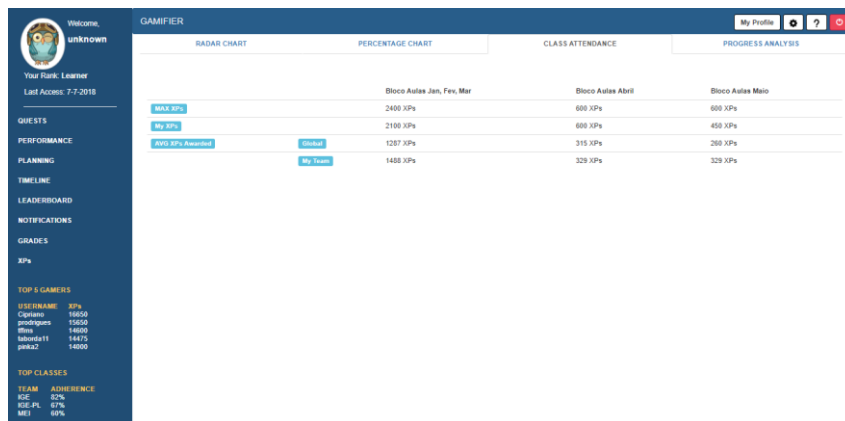 Welcome,
unknown
Your Rank: Learner
Last Access: 7-7-2018
QUESTS
PERFORMANCE
PLANNING
TIMELINE
LEADERBOARD
NOTIFICATIONS
GRADES
XPs
TOP 5 GAMERS
USERNAME XPs
Cipriano 16650
prodrigues 15650
tflms 14600
taborda11 14475
pinka2 14000
TOP CLASSES
TEAM ADHERENCE
IGE 82%
IGE-PL 67%
MEI 60%
GAMIFIER
My Profile ?
RADAR CHART PERCENTAGE CHART CLASS ATTENDANCE PROGRESS ANALYSIS
Bloco Aulas Jan, Fev, Mar Bloco Aulas Abril Bloco Aulas Maio
MAX XPs 2400 XPs 600 XPs 600 XPs
My XPs 2100 XPs 600 XPs 450 XPs
AVG XPs Awarded Global 1287 XPs 315 XPs 260 XPs
My Team 1488 XPs 329 XPs 329 XPs